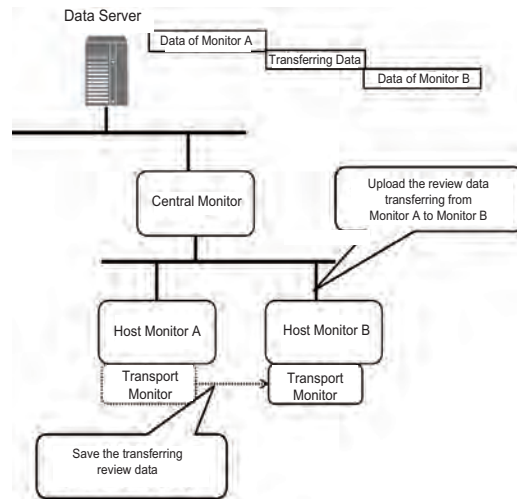 Data Server
Data of Monitor A
Transferring Data
Data of Monitor B
Central Monitor
Upload the review data
transferring from
Monitor A to Monitor B
Host Monitor A
Host Monitor B
Transport
Monitor
Transport
Monitor
Save the transferring
review data